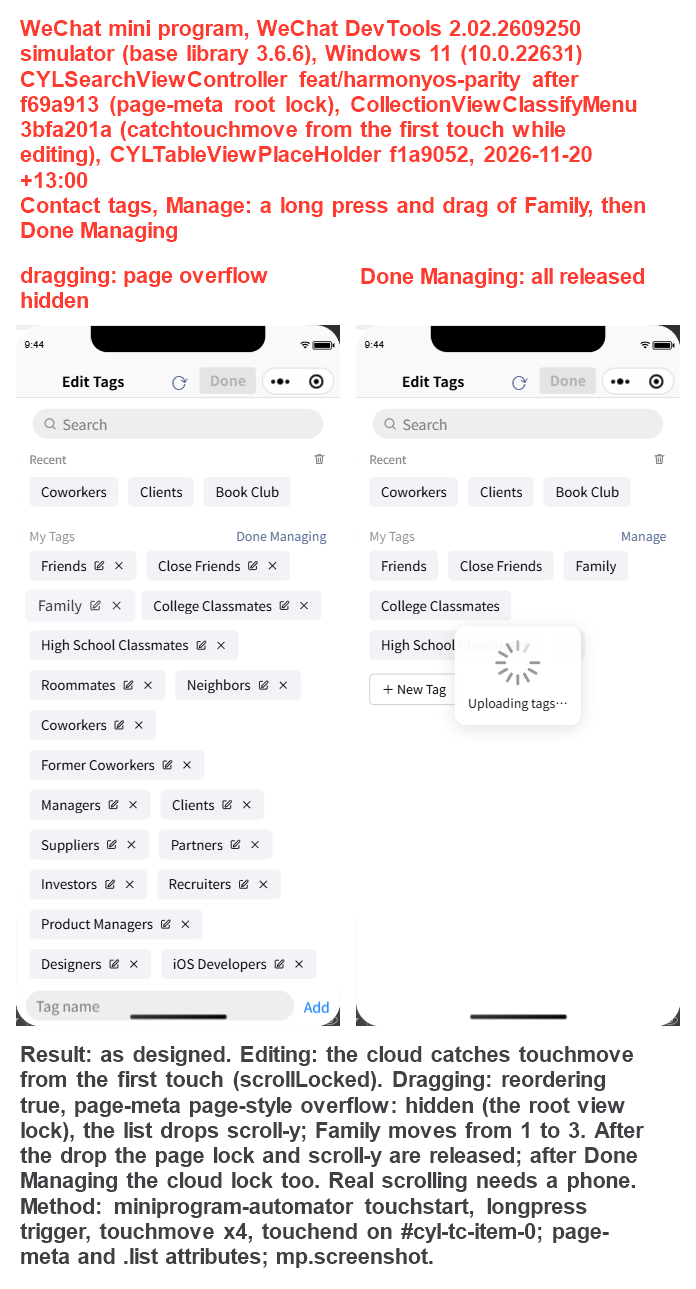 WeChat mini program, WeChat DevTools 2.02.2609250
simulator (base library 3.6.6), Windows 11 (10.0.22631)
CYLSearchViewController feat/harmonyos-parity after
f69a913 (page-meta root lock), CollectionViewClassifyMenu
3bfa201a (catchtouchmove from the first touch while
editing), CYLTableViewPlaceHolder f1a9052, 2026-11-20
+13:00
Contact tags, Manage: a long press and drag of Family, then
Done Managing
dragging: page overflow
hidden
9:44
Edit Tags
Done
Search
Recent
Coworkers
Clients
Book Club
My Tags
Done Managing
Friends
Close Friends
Family
College Classmates
High School Classmates
Roommates
Neighbors
Coworkers
Former Coworkers
Managers
Clients
Suppliers
Partners
Investors
Recruiters
Product Managers
Designers
iOS Developers
Tag name
Add
Done Managing: all released
9:44
Edit Tags
Done
Search
Recent
Coworkers
Clients
Book Club
My Tags
Manage
Friends
Close Friends
Family
College Classmates
High School Classmates
+ New Tag
Uploading tags···
Result: as designed. Editing: the cloud catches touchmove
from the first touch (scrollLocked). Dragging: reordering
true, page-meta page-style overflow: hidden (the root view
lock), the list drops scroll-y; Family moves from 1 to 3. After
the drop the page lock and scroll-y are released; after Done
Managing the cloud lock too. Real scrolling needs a phone.
Method: miniprogram-automator touchstart, longpress
trigger, touchmove x4, touchend on #cyl-tc-item-0; page-
meta and .list attributes; mp.screenshot.